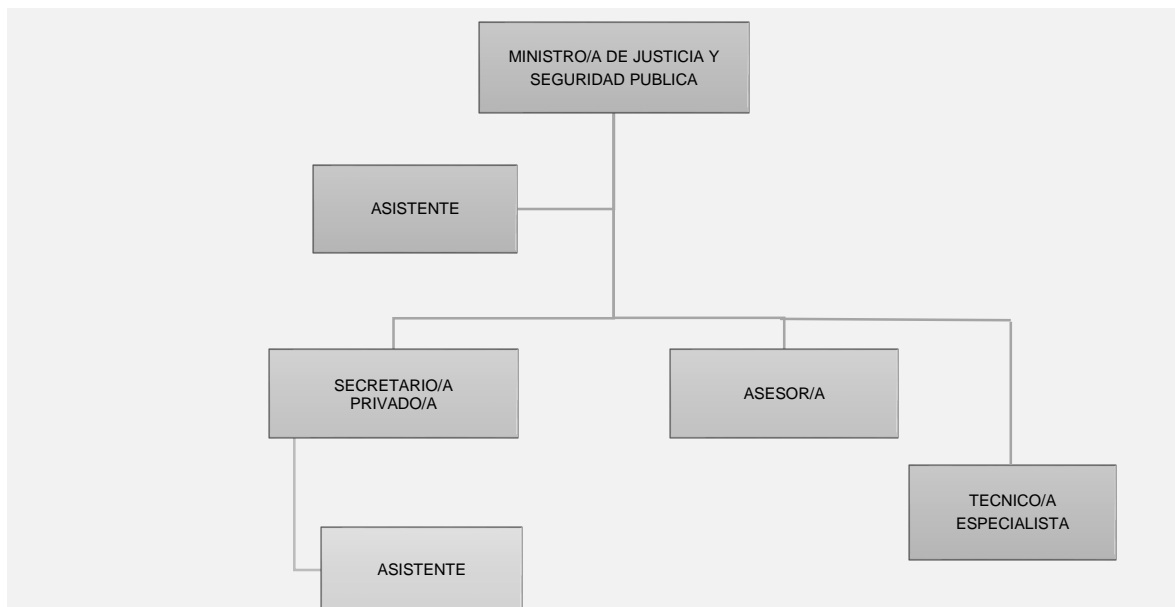 MINISTRO/A DE JUSTICIA Y
SEGURIDAD PUBLICA
ASISTENTE
SECRETARIO/A
PRIVADO/A
ASESOR/A
TECNICO/A
ESPECIALISTA
ASISTENTE